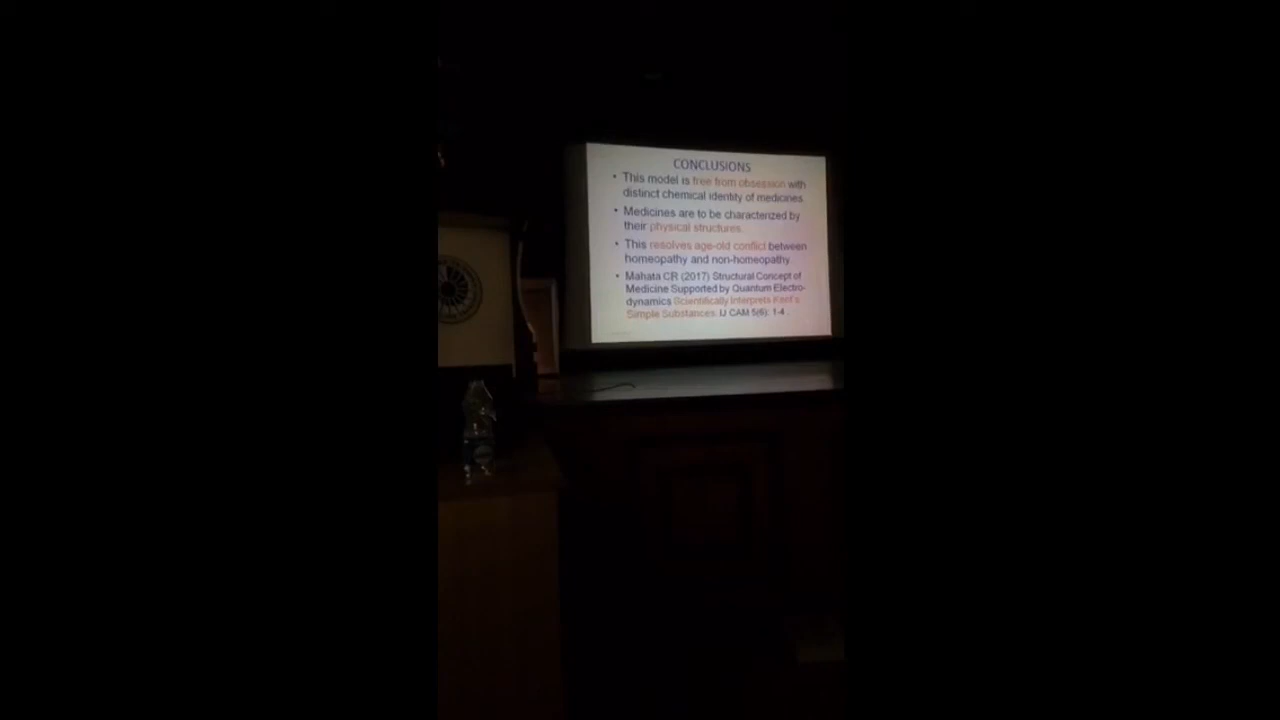 CONCLUSIONS
• This model is free from obsession with
distinct chemical identity of medicines.
• Medicines are to be characterized by
their physical structures.
• This resolves age-old conflict between
homeopathy and non-homeopathy
• Mahata CR (2017) Structural Concept of
Medicine Supported by Quantum Electro-
dynamics Scientifically Interprets Kent's
Simple Substances. IJ CAM 5(6): 1-4 .